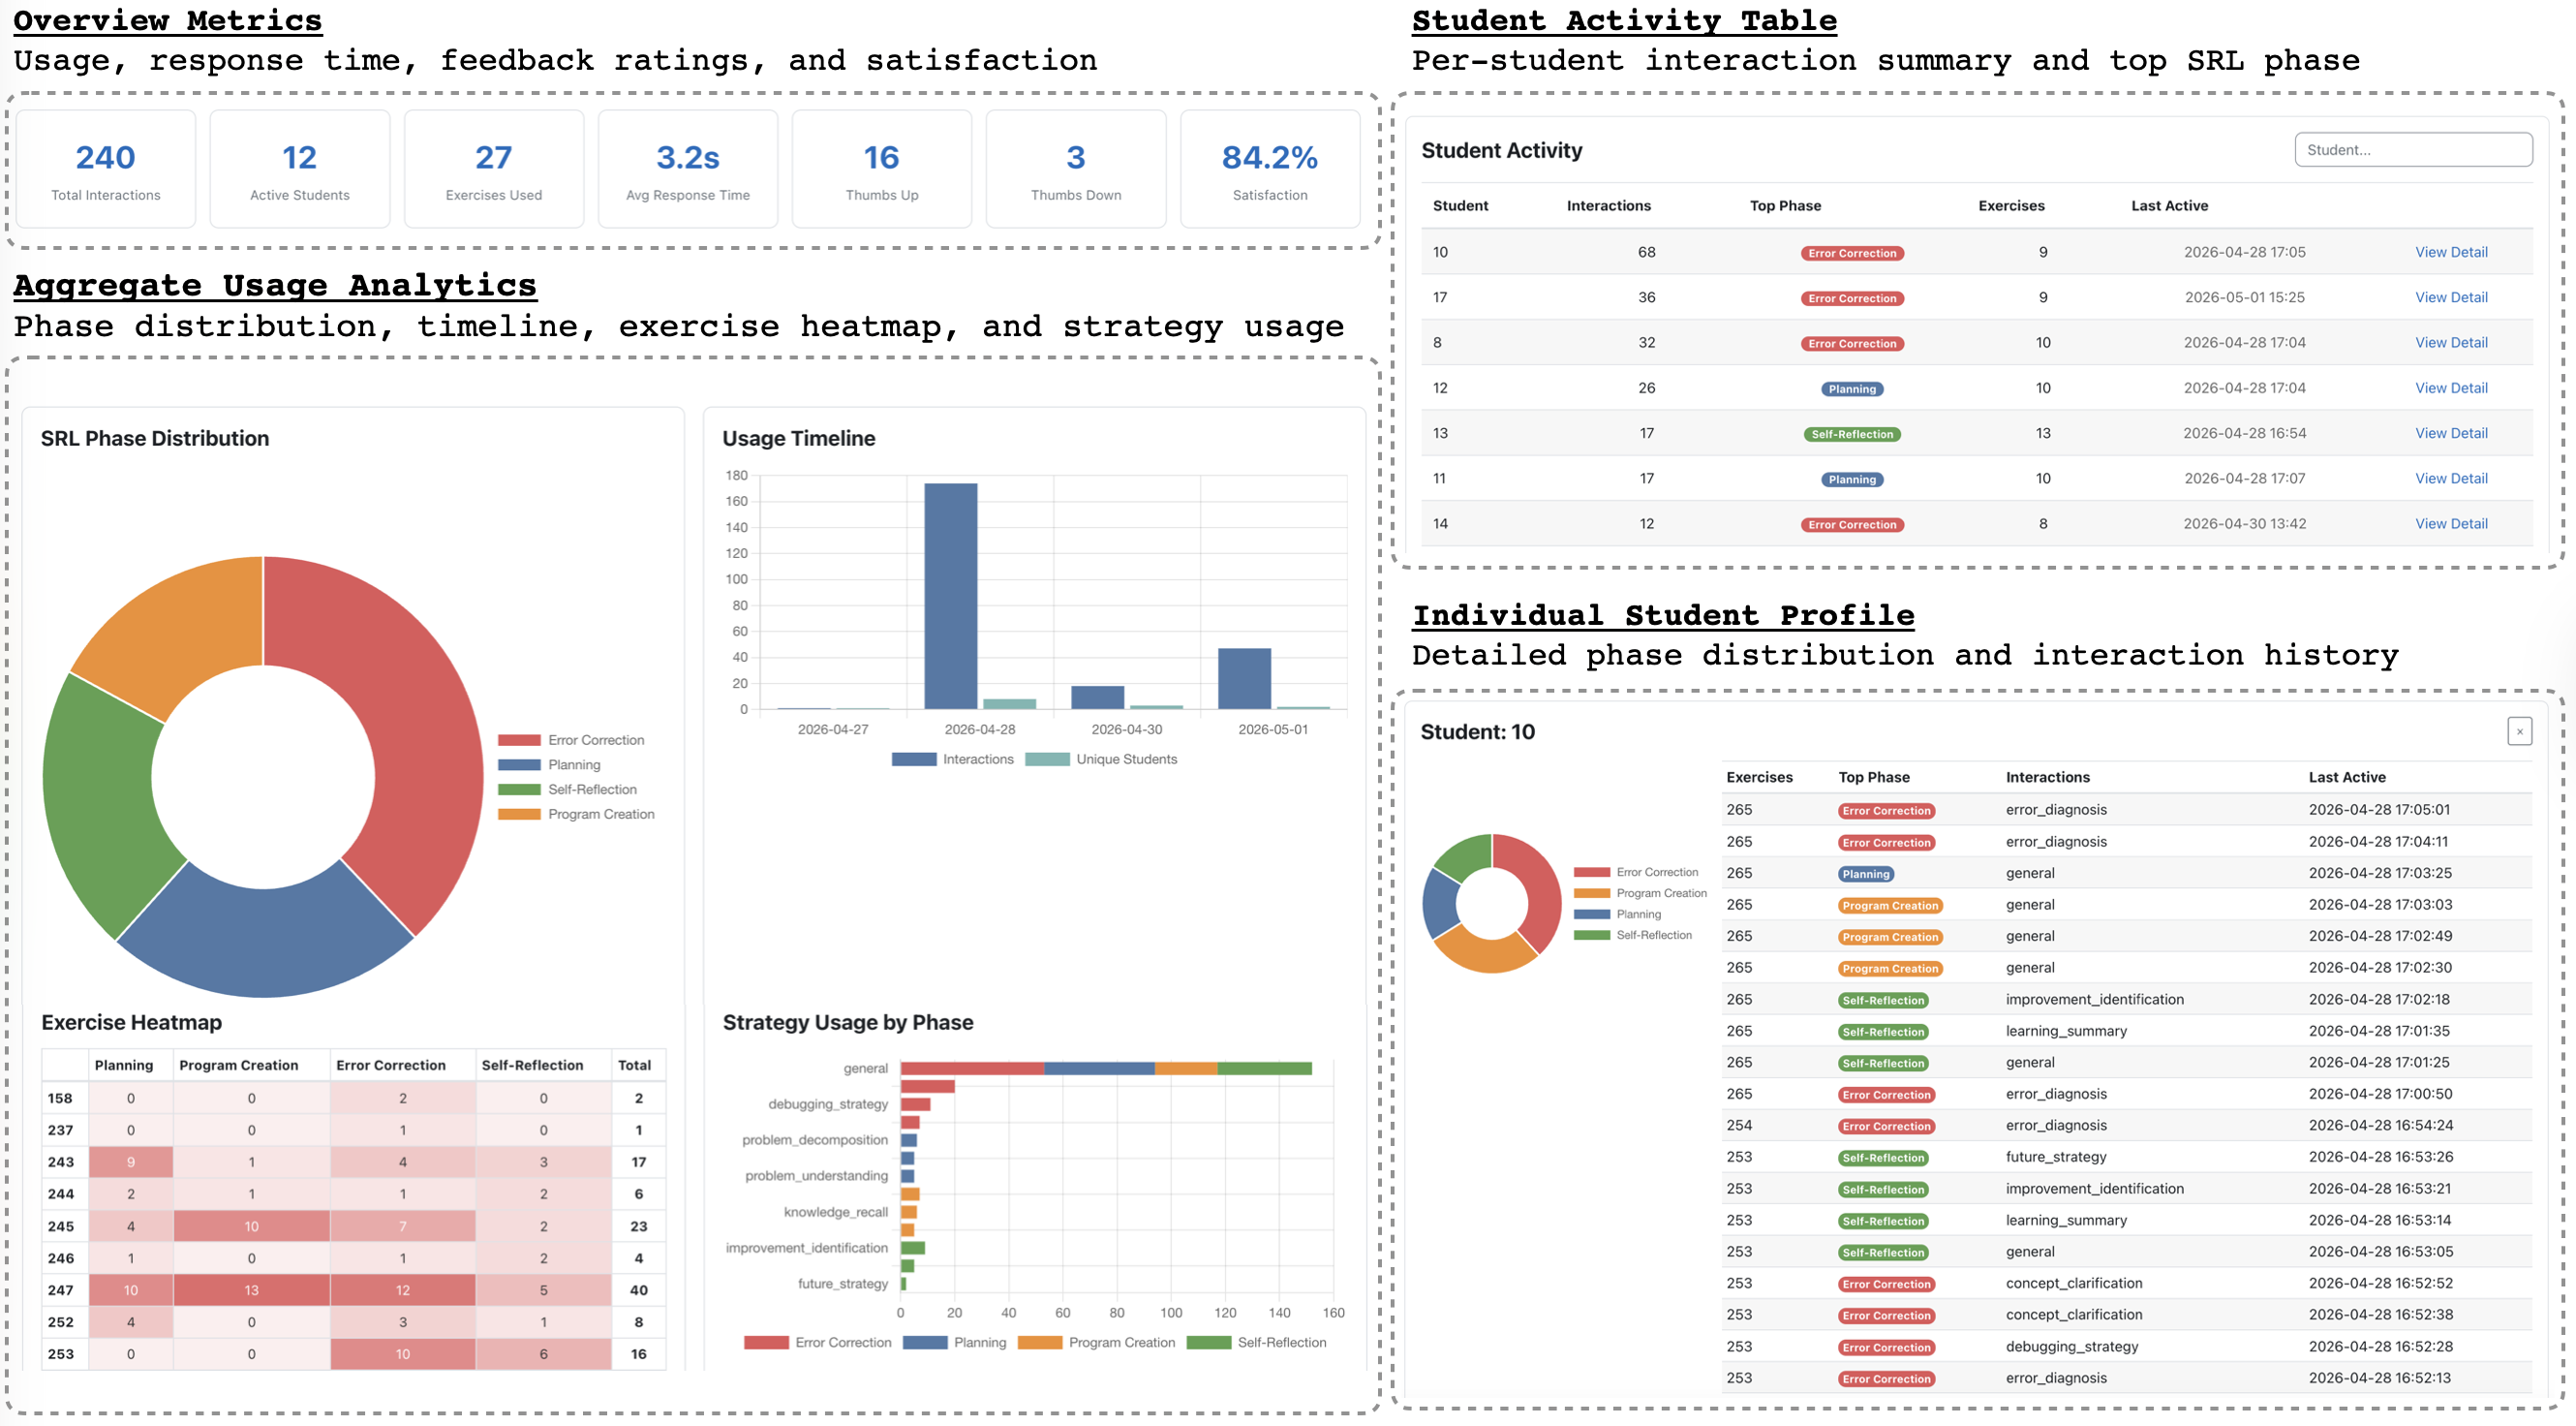 Overview Metrics
Usage, response time, feedback ratings, and satisfaction
240
Total Interactions
12
Active Students
27
Exercises Used
3.2s
Avg Response Time
16
Thumbs Up
3
Thumbs Down
84.2%
Satisfaction
Aggregate Usage Analytics
Phase distribution, timeline, exercise heatmap, and strategy usage
SRL Phase Distribution
Error Correction
Planning
Self-Reflection
Program Creation
Usage Timeline
180
160
140
120
100
80
60
40
20
0
2026-04-27 2026-04-28 2026-04-30 2026-05-01
Interactions Unique Students
Exercise Heatmap
Planning Program Creation Error Correction Self-Reflection Total
158 0 0 2 0 2
237 0 0 1 0 1
243 9 1 4 3 17
244 2 1 1 2 6
245 4 10 7 2 23
246 1 0 1 2 4
247 10 13 12 5 40
252 4 0 3 1 8
253 0 0 10 6 16
Strategy Usage by Phase
general
debugging_strategy
problem_decomposition
problem_understanding
knowledge_recall
improvement_identification
future_strategy
0 20 40 60 80 100 120 140 160
Error Correction Planning Program Creation Self-Reflection
Student Activity Table
Per-student interaction summary and top SRL phase
Student Activity
Student...
Student Interactions Top Phase Exercises Last Active
10 68 Error Correction 9 2026-04-28 17:05 View Detail
17 36 Error Correction 9 2026-05-01 15:25 View Detail
8 32 Error Correction 10 2026-04-28 17:04 View Detail
12 26 Planning 10 2026-04-28 17:04 View Detail
13 17 Self-Reflection 13 2026-04-28 16:54 View Detail
11 17 Planning 10 2026-04-28 17:07 View Detail
14 12 Error Correction 8 2026-04-30 13:42 View Detail
Individual Student Profile
Detailed phase distribution and interaction history
Student: 10
×
Error Correction
Program Creation
Planning
Self-Reflection
Exercises Top Phase Interactions Last Active
265 Error Correction error_diagnosis 2026-04-28 17:05:01
265 Error Correction error_diagnosis 2026-04-28 17:04:11
265 Planning general 2026-04-28 17:03:25
265 Program Creation general 2026-04-28 17:03:03
265 Program Creation general 2026-04-28 17:02:49
265 Program Creation general 2026-04-28 17:02:30
265 Self-Reflection improvement_identification 2026-04-28 17:02:18
265 Self-Reflection learning_summary 2026-04-28 17:01:35
265 Self-Reflection general 2026-04-28 17:01:25
265 Error Correction error_diagnosis 2026-04-28 17:00:50
254 Error Correction error_diagnosis 2026-04-28 16:54:24
253 Self-Reflection future_strategy 2026-04-28 16:53:26
253 Self-Reflection improvement_identification 2026-04-28 16:53:21
253 Self-Reflection learning_summary 2026-04-28 16:53:14
253 Self-Reflection general 2026-04-28 16:53:05
253 Error Correction concept_clarification 2026-04-28 16:52:52
253 Error Correction concept_clarification 2026-04-28 16:52:38
253 Error Correction debugging_strategy 2026-04-28 16:52:28
253 Error Correction error_diagnosis 2026-04-28 16:52:13